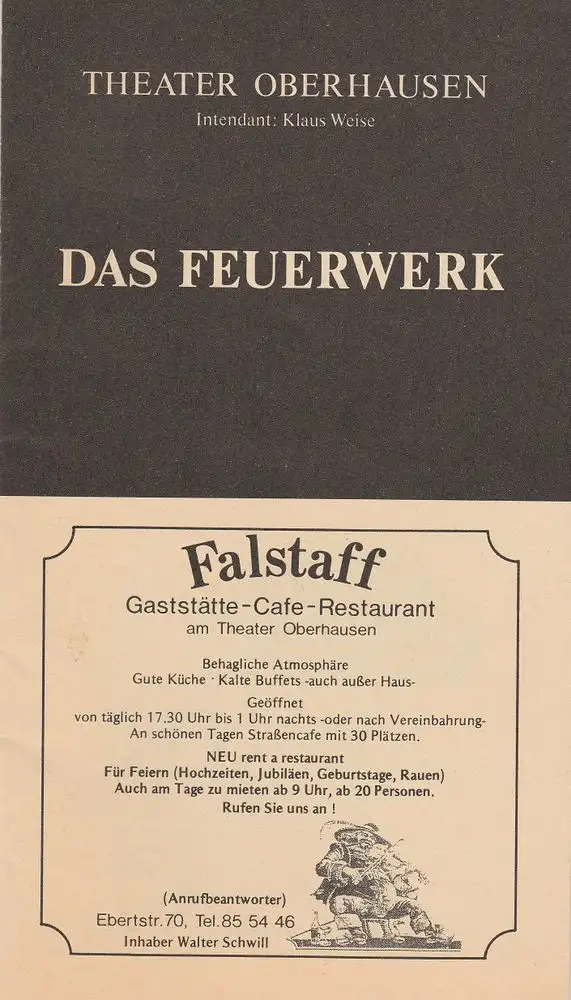 THEATER OBERHAUSEN
Intendant: Klaus Weise
DAS FEUERWERK
Falstaff
Gaststätte-Cafe-Restaurant
am Theater Oberhausen
Behagliche Atmosphäre
Gute Küche · Kalte Buffets -auch außer Haus-
Geöffnet
von täglich 17.30 Uhr bis 1 Uhr nachts -oder nach Vereinbahrung-
An schönen Tagen Straßencafe mit 30 Plätzen.
NEU rent a restaurant
Für Feiern (Hochzeiten, Jubiläen, Geburtstage, Rauen)
Auch am Tage zu mieten ab 9 Uhr, ab 20 Personen.
Rufen Sie uns an !
(Anrufbeantworter)
Ebertstr.70, Tel.85 54 46
Inhaber Walter Schwill